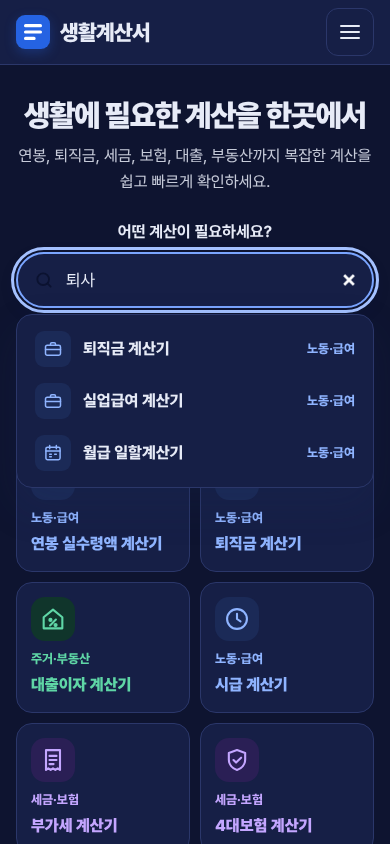 생활계산서
생활에 필요한 계산을 한곳에서
연봉, 퇴직금, 세금, 보험, 대출, 부동산까지 복잡한 계산을
쉽고 빠르게 확인하세요.
어떤 계산이 필요하세요?
퇴사
퇴직금 계산기 노동·급여
실업급여 계산기 노동·급여
월급 일할계산기 노동·급여
노동·급여 노동·급여
연봉 실수령액 계산기 퇴직금 계산기
주거·부동산 노동·급여
대출이자 계산기 시급 계산기
세금·보험 세금·보험
부가세 계산기 4대보험 계산기